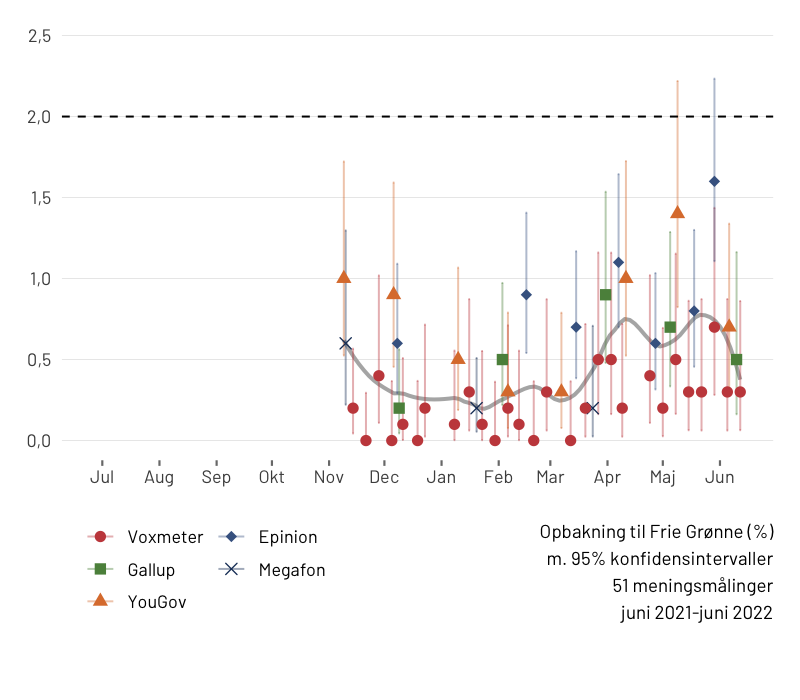 2,5
2,0
1,5
1,0
0,5
0,0
Jul Aug Sep Okt Nov Dec Jan Feb Mar Apr Maj Jun
Voxmeter Epinion
Gallup Megafon
YouGov
Opbakning til Frie Grønne (%)
m. 95% konfidensintervaller
51 meningsmålinger
juni 2021-juni 2022